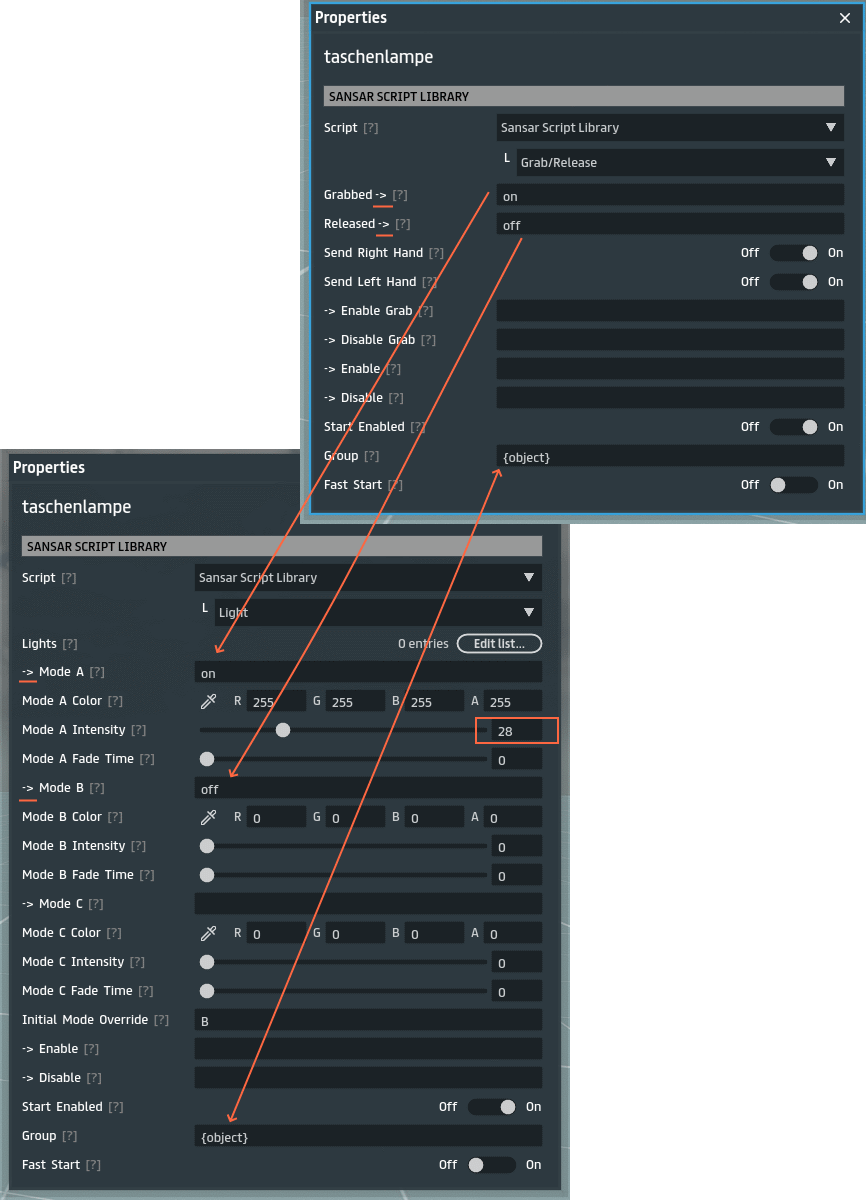 Properties
taschenlampe
SANSAR SCRIPT LIBRARY
Script [?] Sansar Script Library
Grab/Release
Grabbed -> [?] on
Released -> [?] off
Send Right Hand [?] Off On
Send Left Hand [?] Off On
-> Enable Grab [?]
-> Disable Grab [?]
-> Enable [?]
-> Disable [?]
Start Enabled [?] Off On
Group [?] {object}
Fast Start [?] Off On
Properties
taschenlampe
SANSAR SCRIPT LIBRARY
Script [?] Sansar Script Library
Light
Lights [?] 0 entries Edit list...
-> Mode A [?] on
Mode A Color [?] R 255 G 255 B 255 A 255
Mode A Intensity [?] 28
Mode A Fade Time [?] 0
-> Mode B [?] off
Mode B Color [?] R 0 G 0 B 0 A 0
Mode B Intensity [?] 0
Mode B Fade Time [?] 0
-> Mode C [?]
Mode C Color [?] R 0 G 0 B 0 A 0
Mode C Intensity [?] 0
Mode C Fade Time [?] 0
Initial Mode Override [?] B
-> Enable [?]
-> Disable [?]
Start Enabled [?] Off On
Group [?] {object}
Fast Start [?] Off On